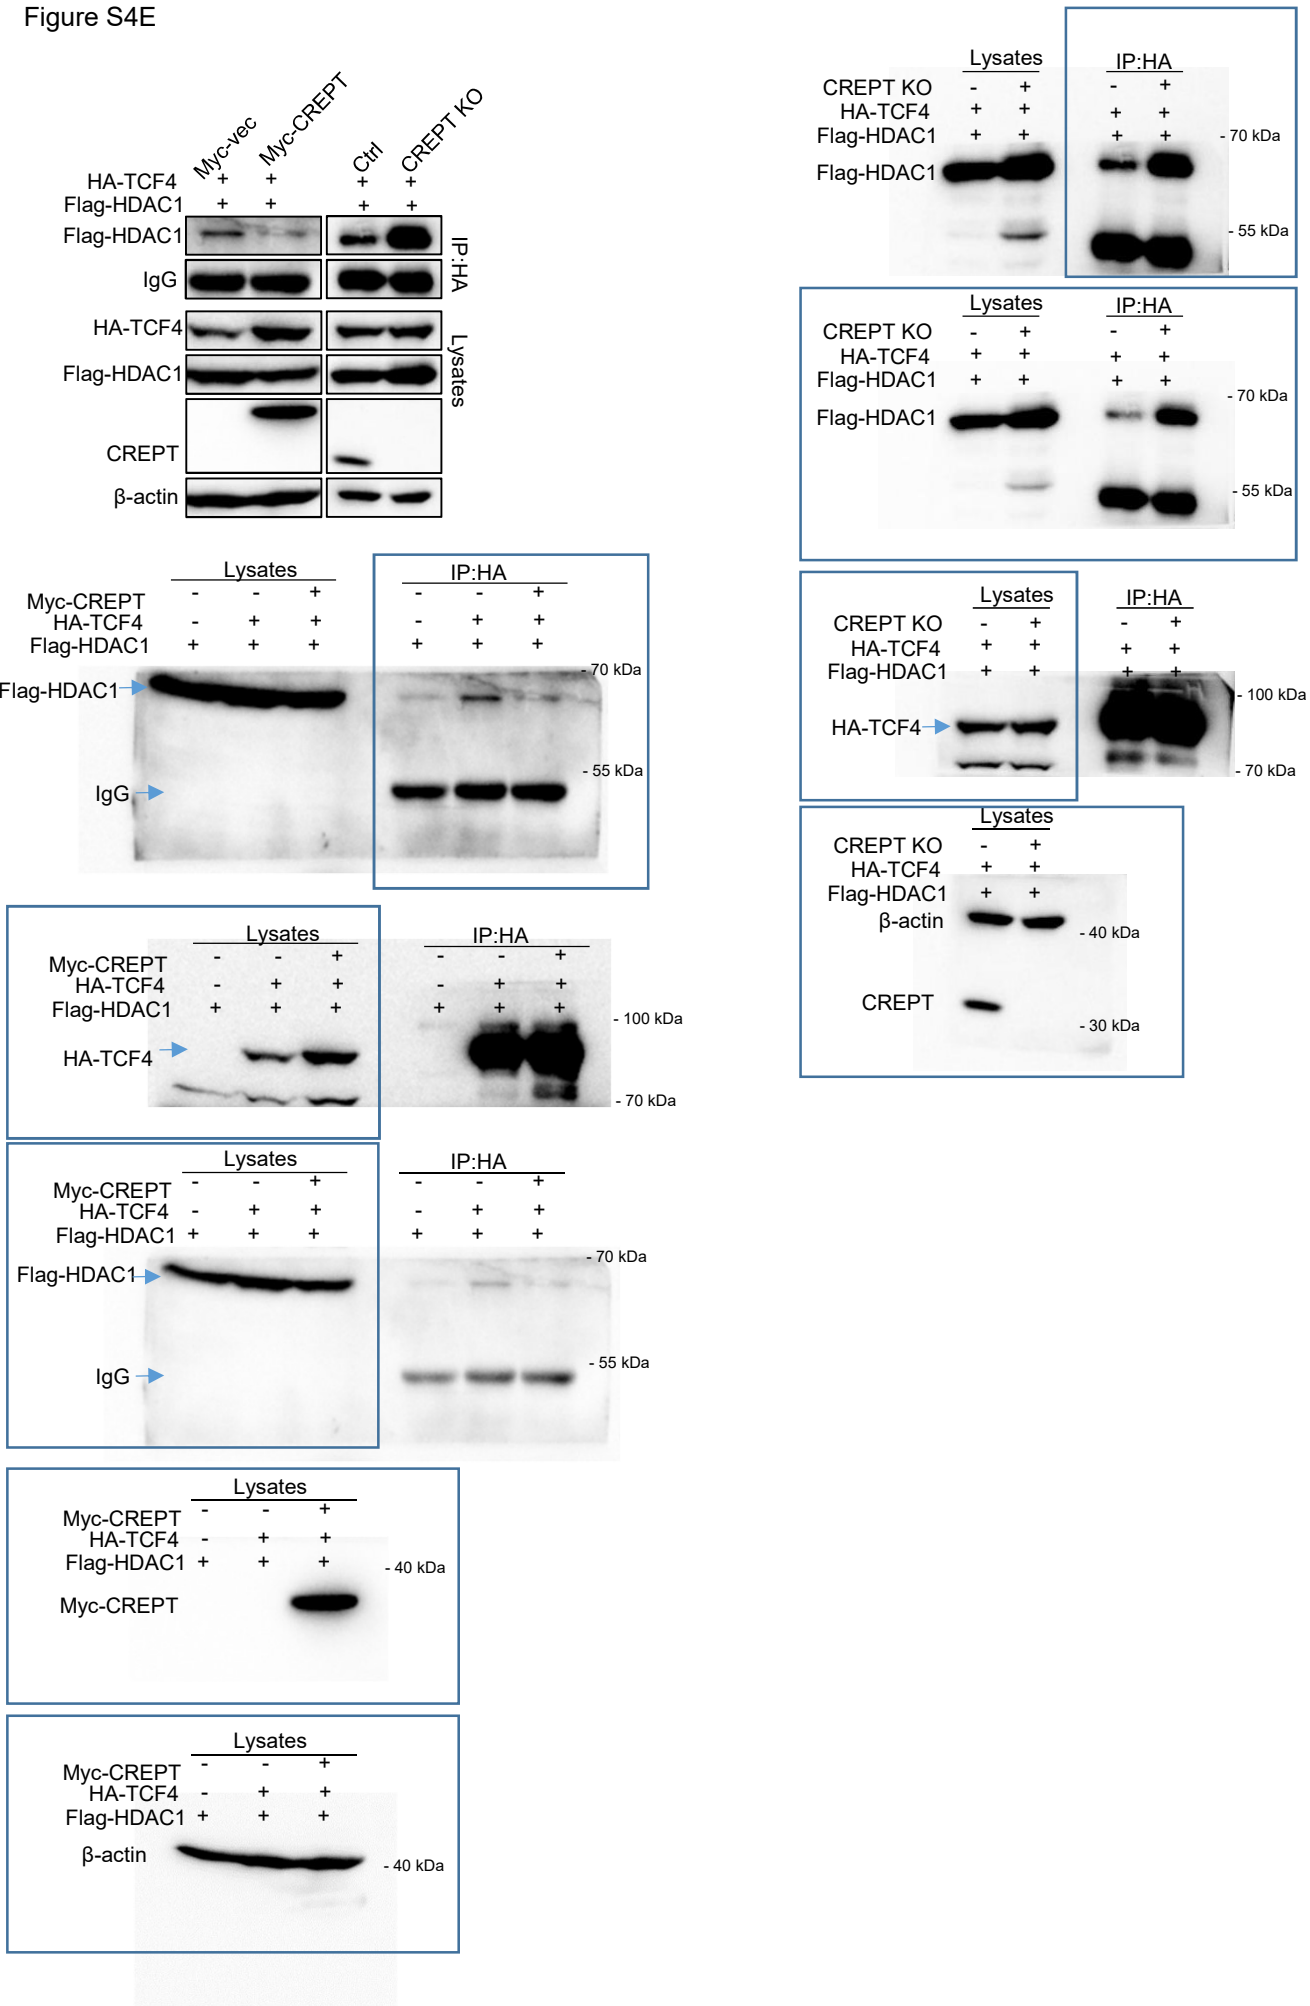 Figure S4E
Myc-vec
Myc-CREPT
Ctrl
CREPT KO
HA-TCF4 + + + +
Flag-HDAC1 + + + +
Flag-HDAC1
IgG
IP:HA
HA-TCF4
Flag-HDAC1
CREPT
β-actin
Lysates
Lysates IP:HA
Myc-CREPT - - + - - +
HA-TCF4 - + + - + +
Flag-HDAC1 + + + + + +
- 70 kDa
Flag-HDAC1
- 55 kDa
IgG
Lysates IP:HA
Myc-CREPT - - + - - +
HA-TCF4 - + + - + +
Flag-HDAC1 + + + + + +
- 100 kDa
HA-TCF4
- 70 kDa
Lysates IP:HA
Myc-CREPT - - + - - +
HA-TCF4 - + + - + +
Flag-HDAC1 + + + + + +
- 70 kDa
Flag-HDAC1
- 55 kDa
IgG
Lysates
Myc-CREPT - - +
HA-TCF4 - + +
Flag-HDAC1 + + +
- 40 kDa
Myc-CREPT
Lysates
Myc-CREPT - - +
HA-TCF4 - + +
Flag-HDAC1 + + +
β-actin
- 40 kDa
Lysates IP:HA
CREPT KO - + - +
HA-TCF4 + + + +
Flag-HDAC1 + + + +
- 70 kDa
Flag-HDAC1
- 55 kDa
Lysates IP:HA
CREPT KO - + - +
HA-TCF4 + + + +
Flag-HDAC1 + + + +
- 70 kDa
Flag-HDAC1
- 55 kDa
Lysates IP:HA
CREPT KO - + - +
HA-TCF4 + + + +
Flag-HDAC1 + + + +
- 100 kDa
HA-TCF4
- 70 kDa
Lysates
CREPT KO - +
HA-TCF4 + +
Flag-HDAC1 + +
β-actin
- 40 kDa
CREPT
- 30 kDa